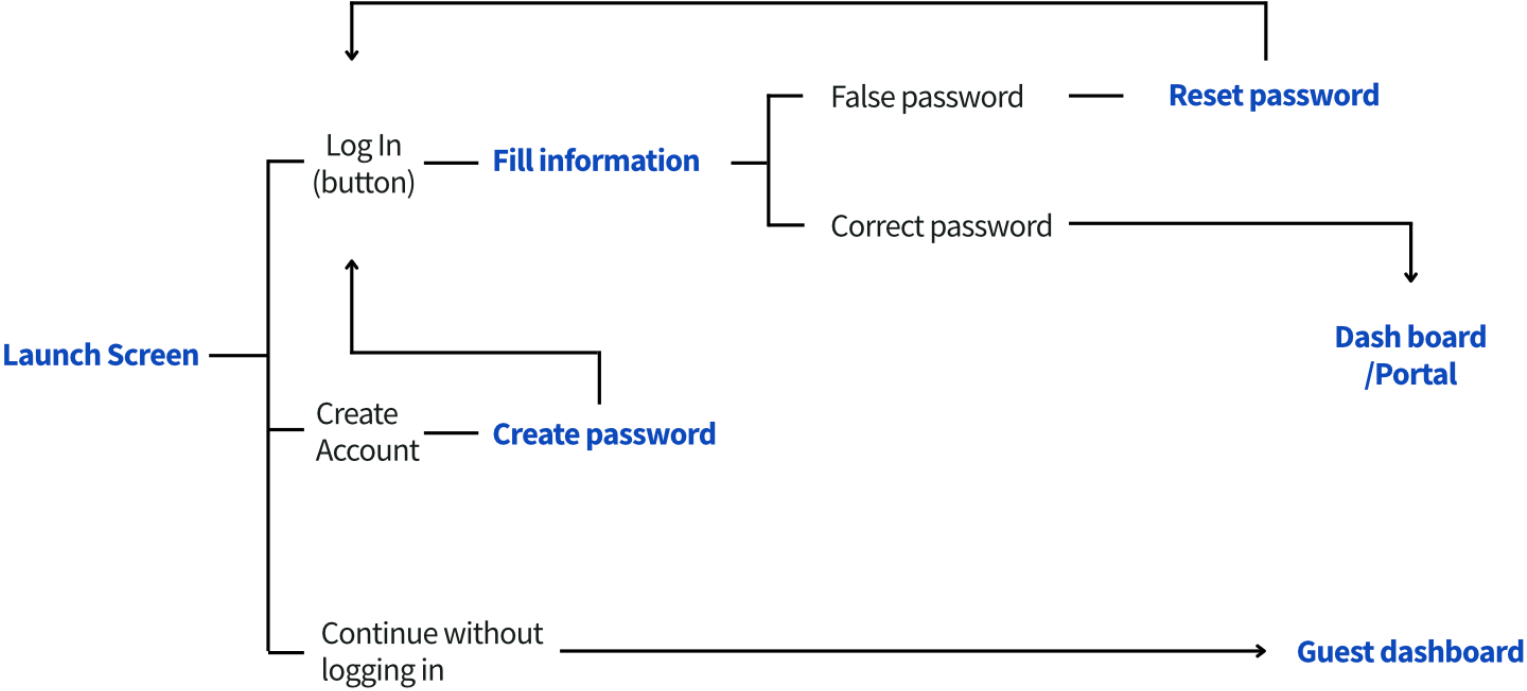 False password
Reset password
Log In
(button)
Fill information
Correct password
Launch Screen
Dash board
/Portal
Create
Account
Create password
Continue without
logging in
Guest dashboard